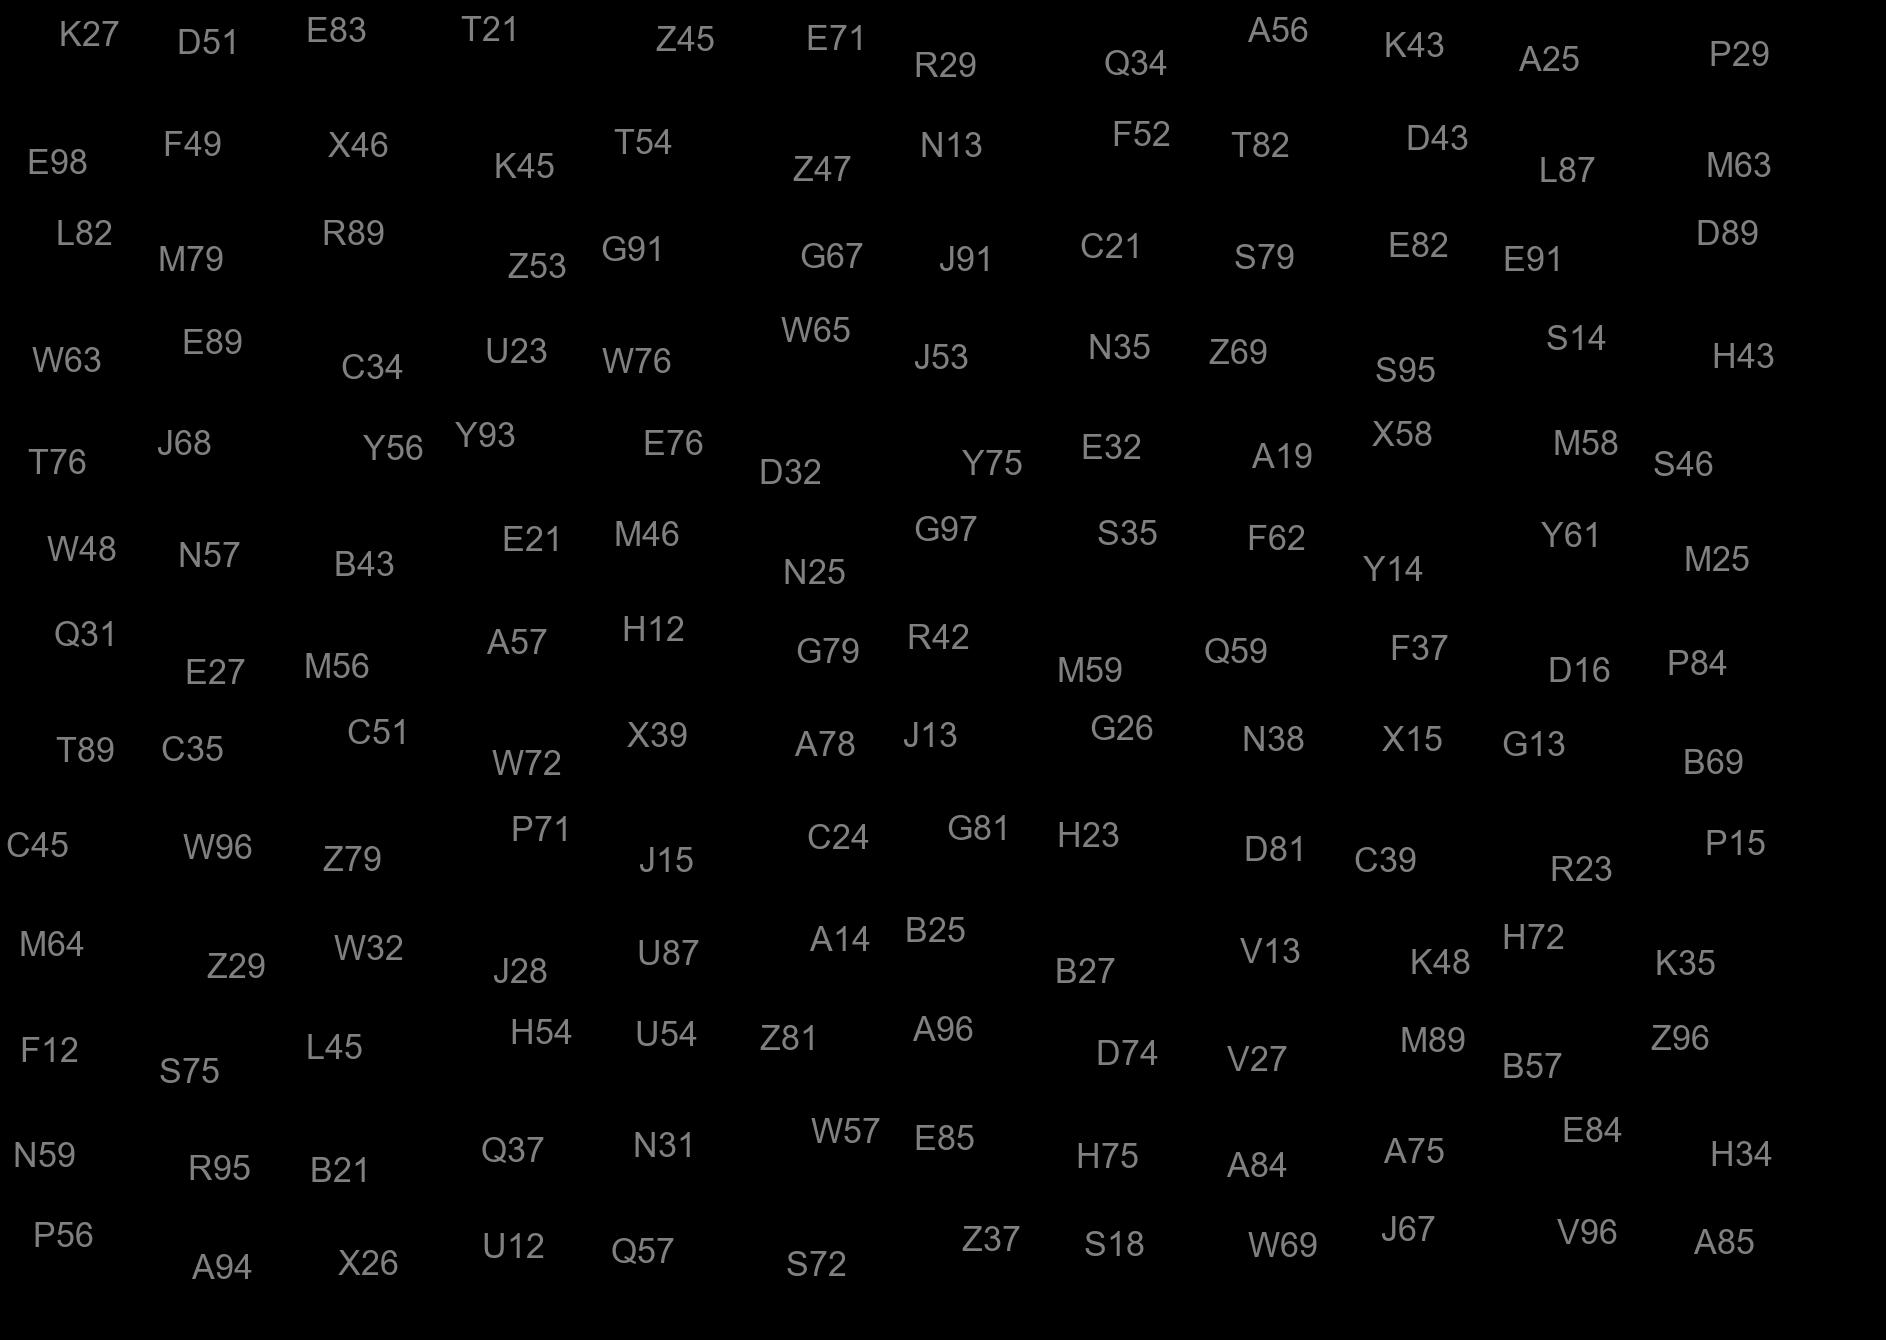 K27 D51 E83 T21 Z45 E71 R29 Q34 A56 K43 A25 P29
E98 F49 X46 K45 T54 Z47 N13 F52 T82 D43 L87 M63
L82 M79 R89 Z53 G91 G67 J91 C21 S79 E82 E91 D89
W63 E89 C34 U23 W76 W65 J53 N35 Z69 S95 S14 H43
T76 J68 Y56 Y93 E76 D32 Y75 E32 A19 X58 M58 S46
W48 N57 B43 E21 M46 N25 G97 S35 F62 Y14 Y61 M25
Q31 E27 M56 A57 H12 G79 R42 M59 Q59 F37 D16 P84
T89 C35 C51 W72 X39 A78 J13 G26 N38 X15 G13 B69
C45 W96 Z79 P71 J15 C24 G81 H23 D81 C39 R23 P15
M64 Z29 W32 J28 U87 A14 B25 B27 V13 K48 H72 K35
F12 S75 L45 H54 U54 Z81 A96 D74 V27 M89 B57 Z96
N59 R95 B21 Q37 N31 W57 E85 H75 A84 A75 E84 H34
P56 A94 X26 U12 Q57 S72 Z37 S18 W69 J67 V96 A85